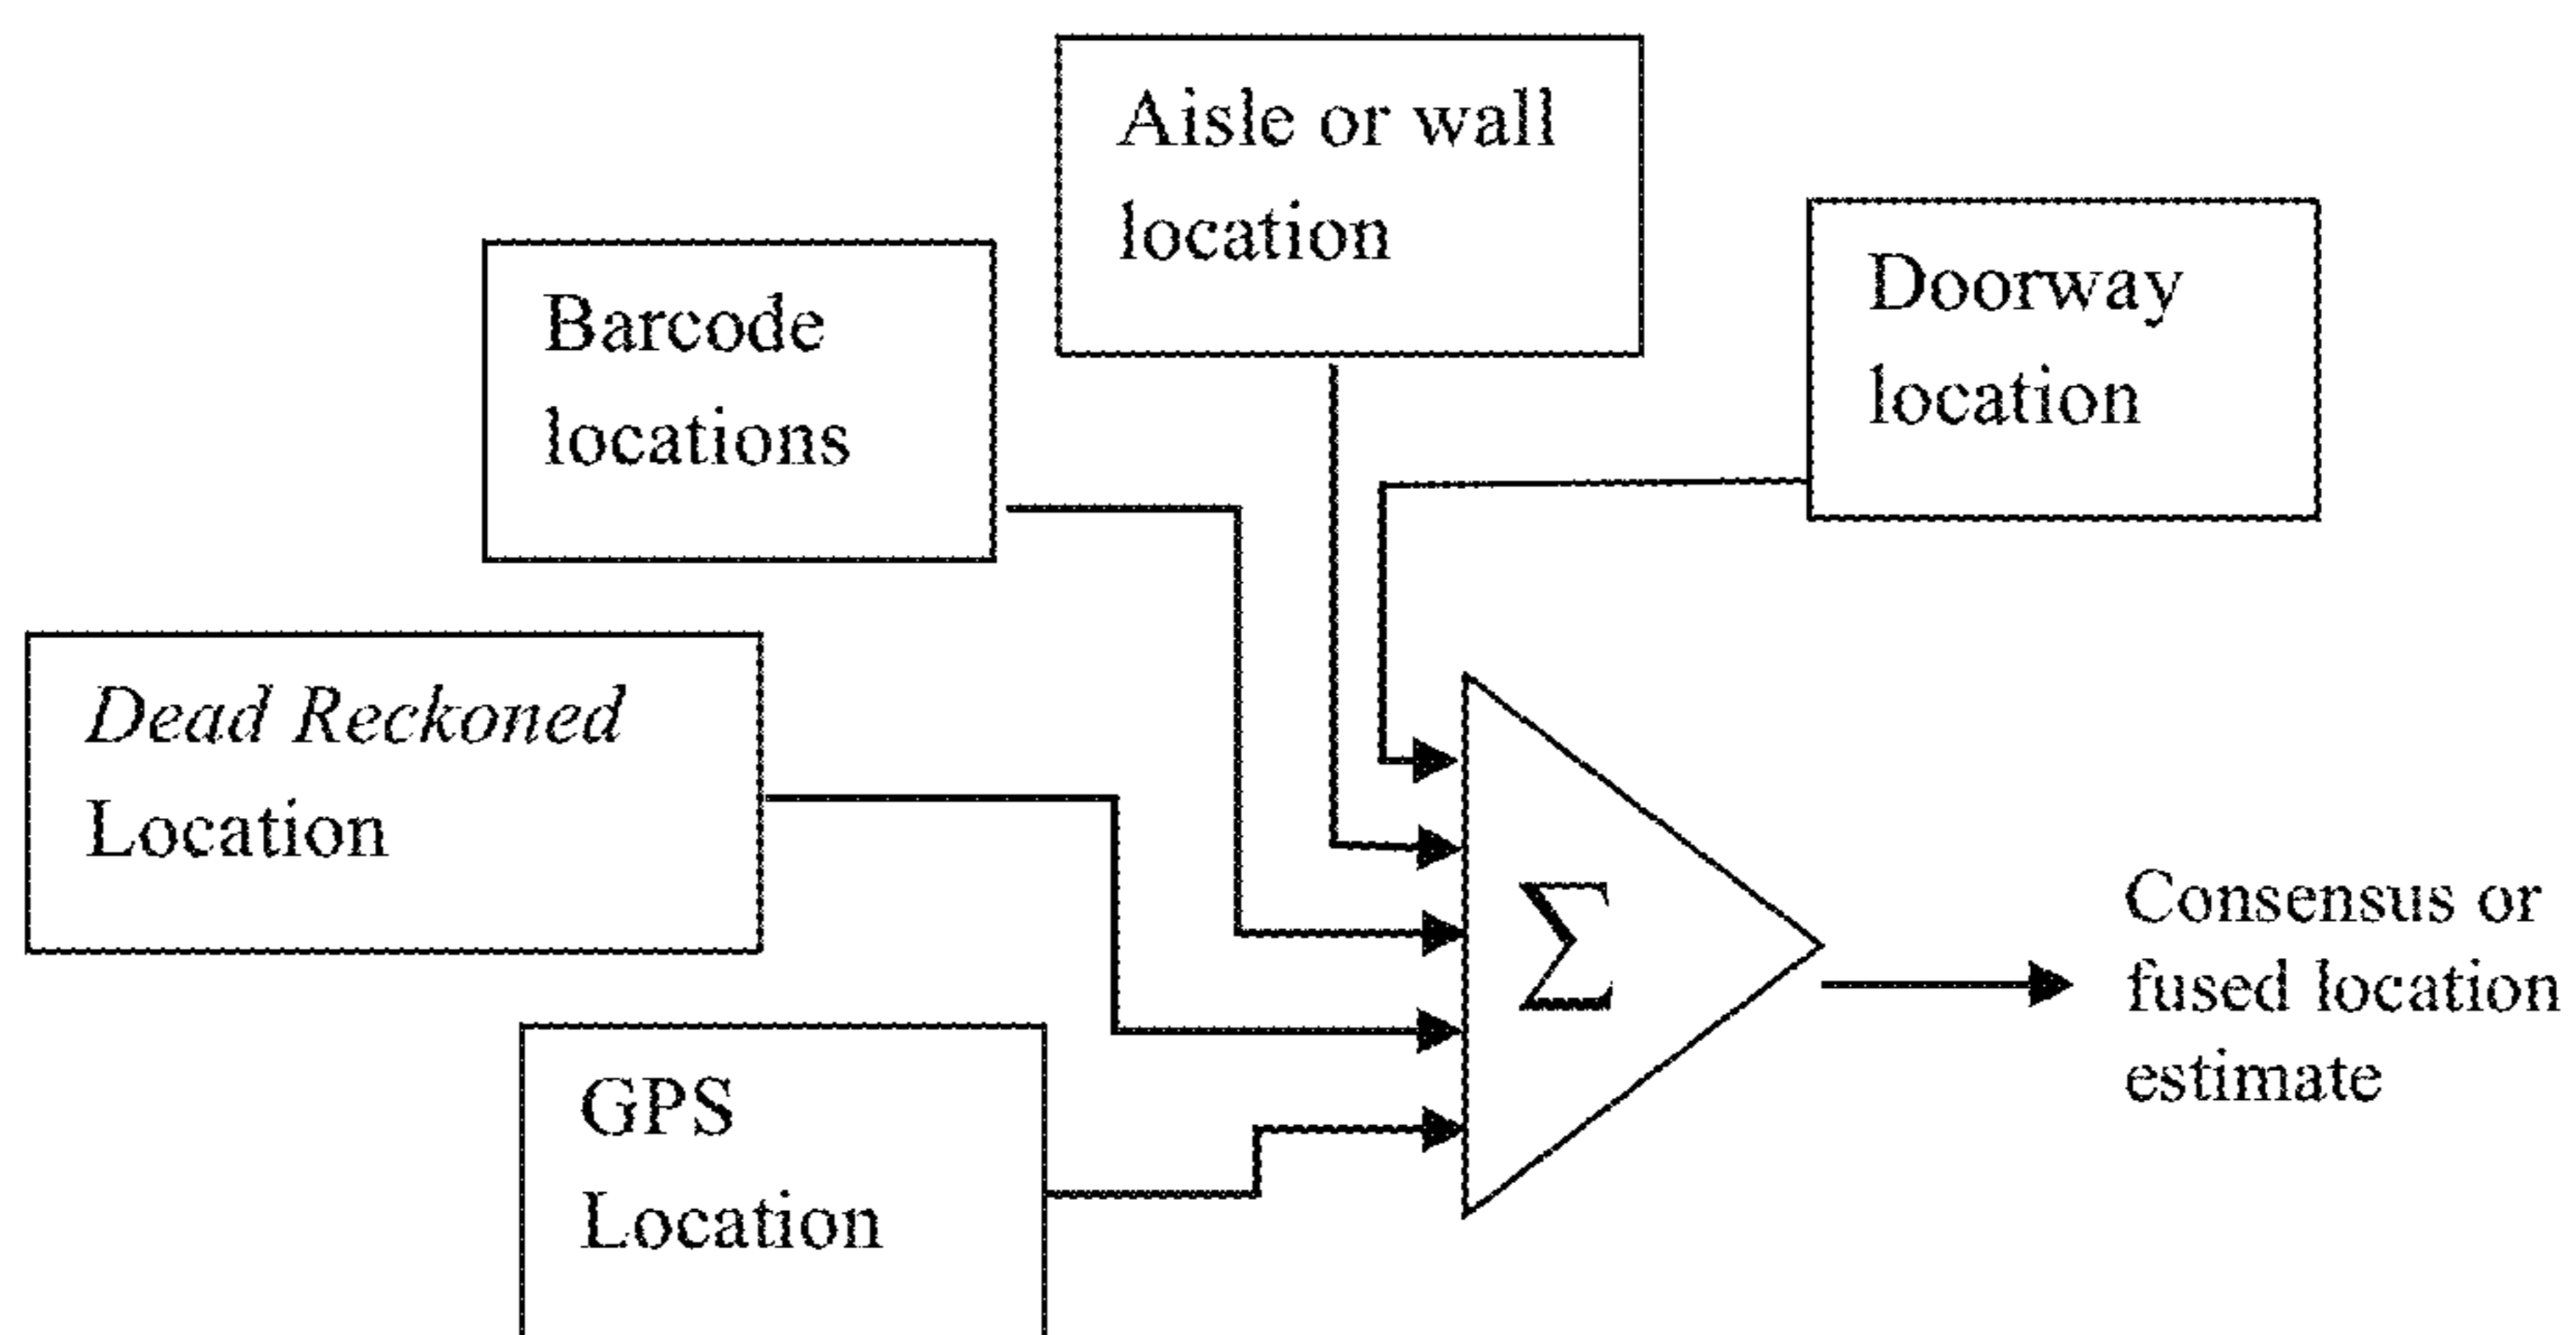 Aisle or wall
location
Barcode
locations
Doorway
location
Dead Reckoned
Location
GPS
Location
Σ
Consensus or
fused location
estimate